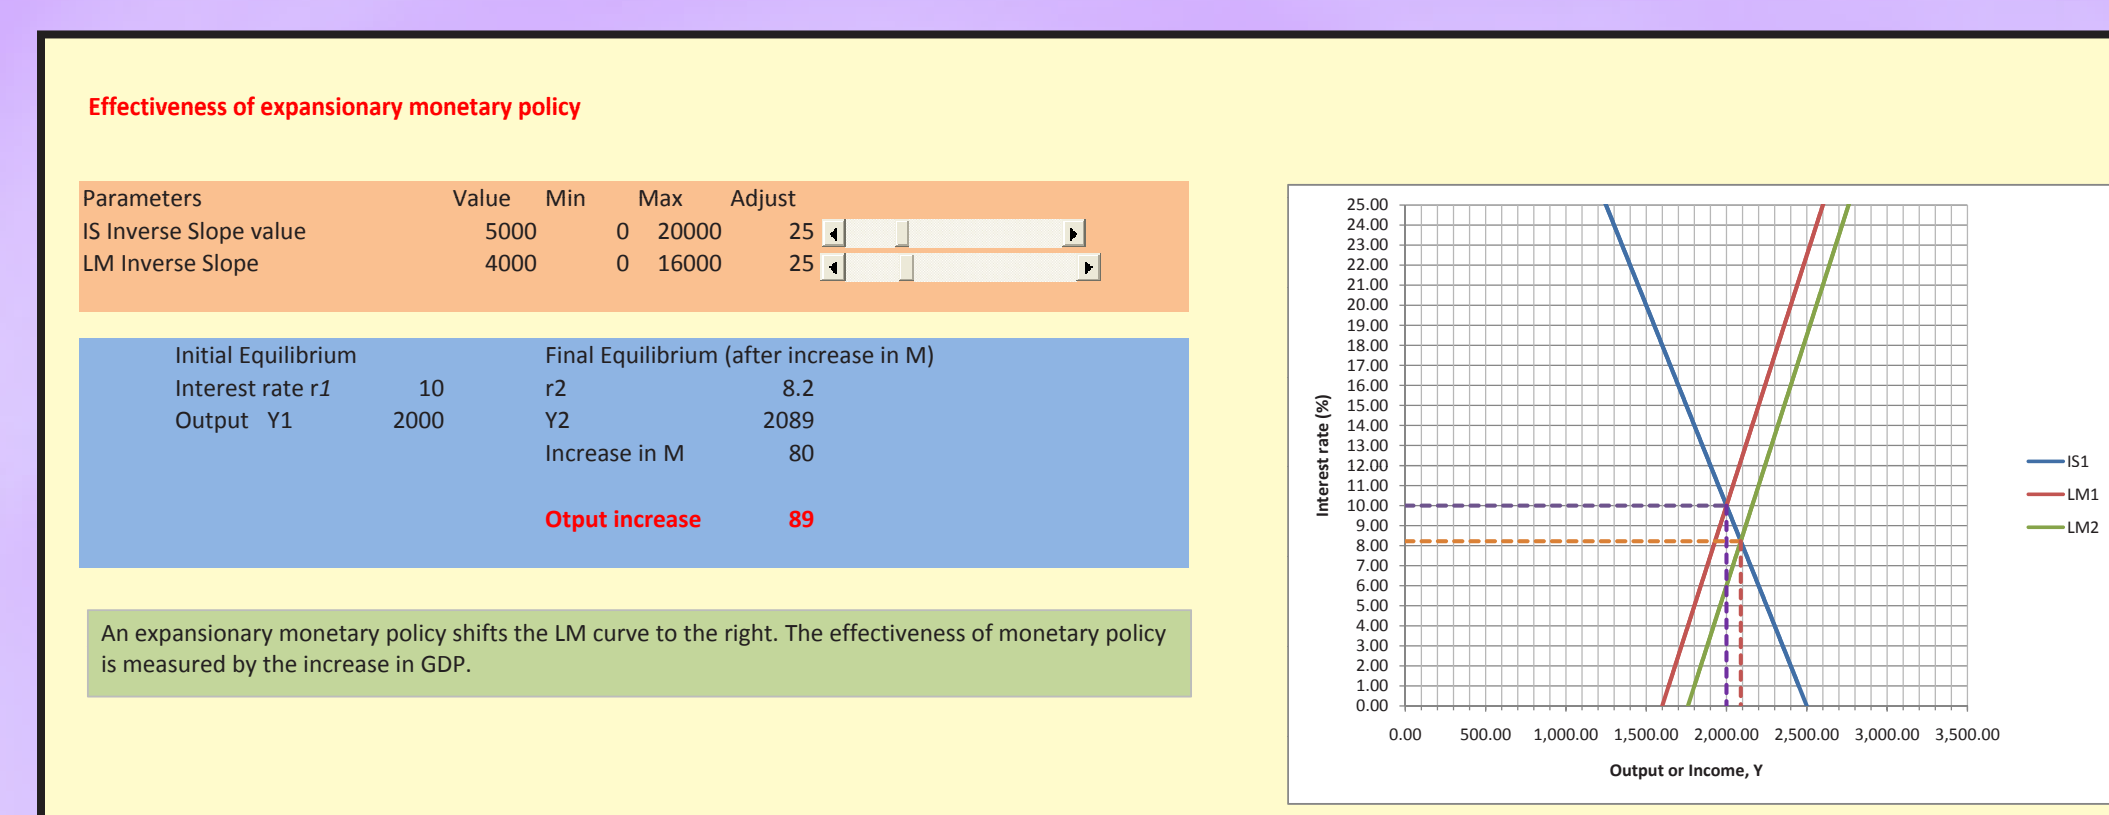 Effectiveness of expansionary monetary policy
Parameters Value Min Max Adjust
IS Inverse Slope value 5000 0 20000 25
LM Inverse Slope 4000 0 16000 25
Initial Equilibrium Final Equilibrium (after increase in M)
Interest rate r1 10 r2 8.2
Output Y1 2000 Y2 2089
Increase in M 80
Otput increase 89
An expansionary monetary policy shifts the LM curve to the right. The effectiveness of monetary policy
is measured by the increase in GDP.
Interest rate (%)
25.00
24.00
23.00
22.00
21.00
20.00
19.00
18.00
17.00
16.00
15.00
14.00
13.00
12.00
11.00
10.00
9.00
8.00
7.00
6.00
5.00
4.00
3.00
2.00
1.00
0.00
0.00 500.00 1,000.00 1,500.00 2,000.00 2,500.00 3,000.00 3,500.00
Output or Income, Y
IS1
LM1
LM2